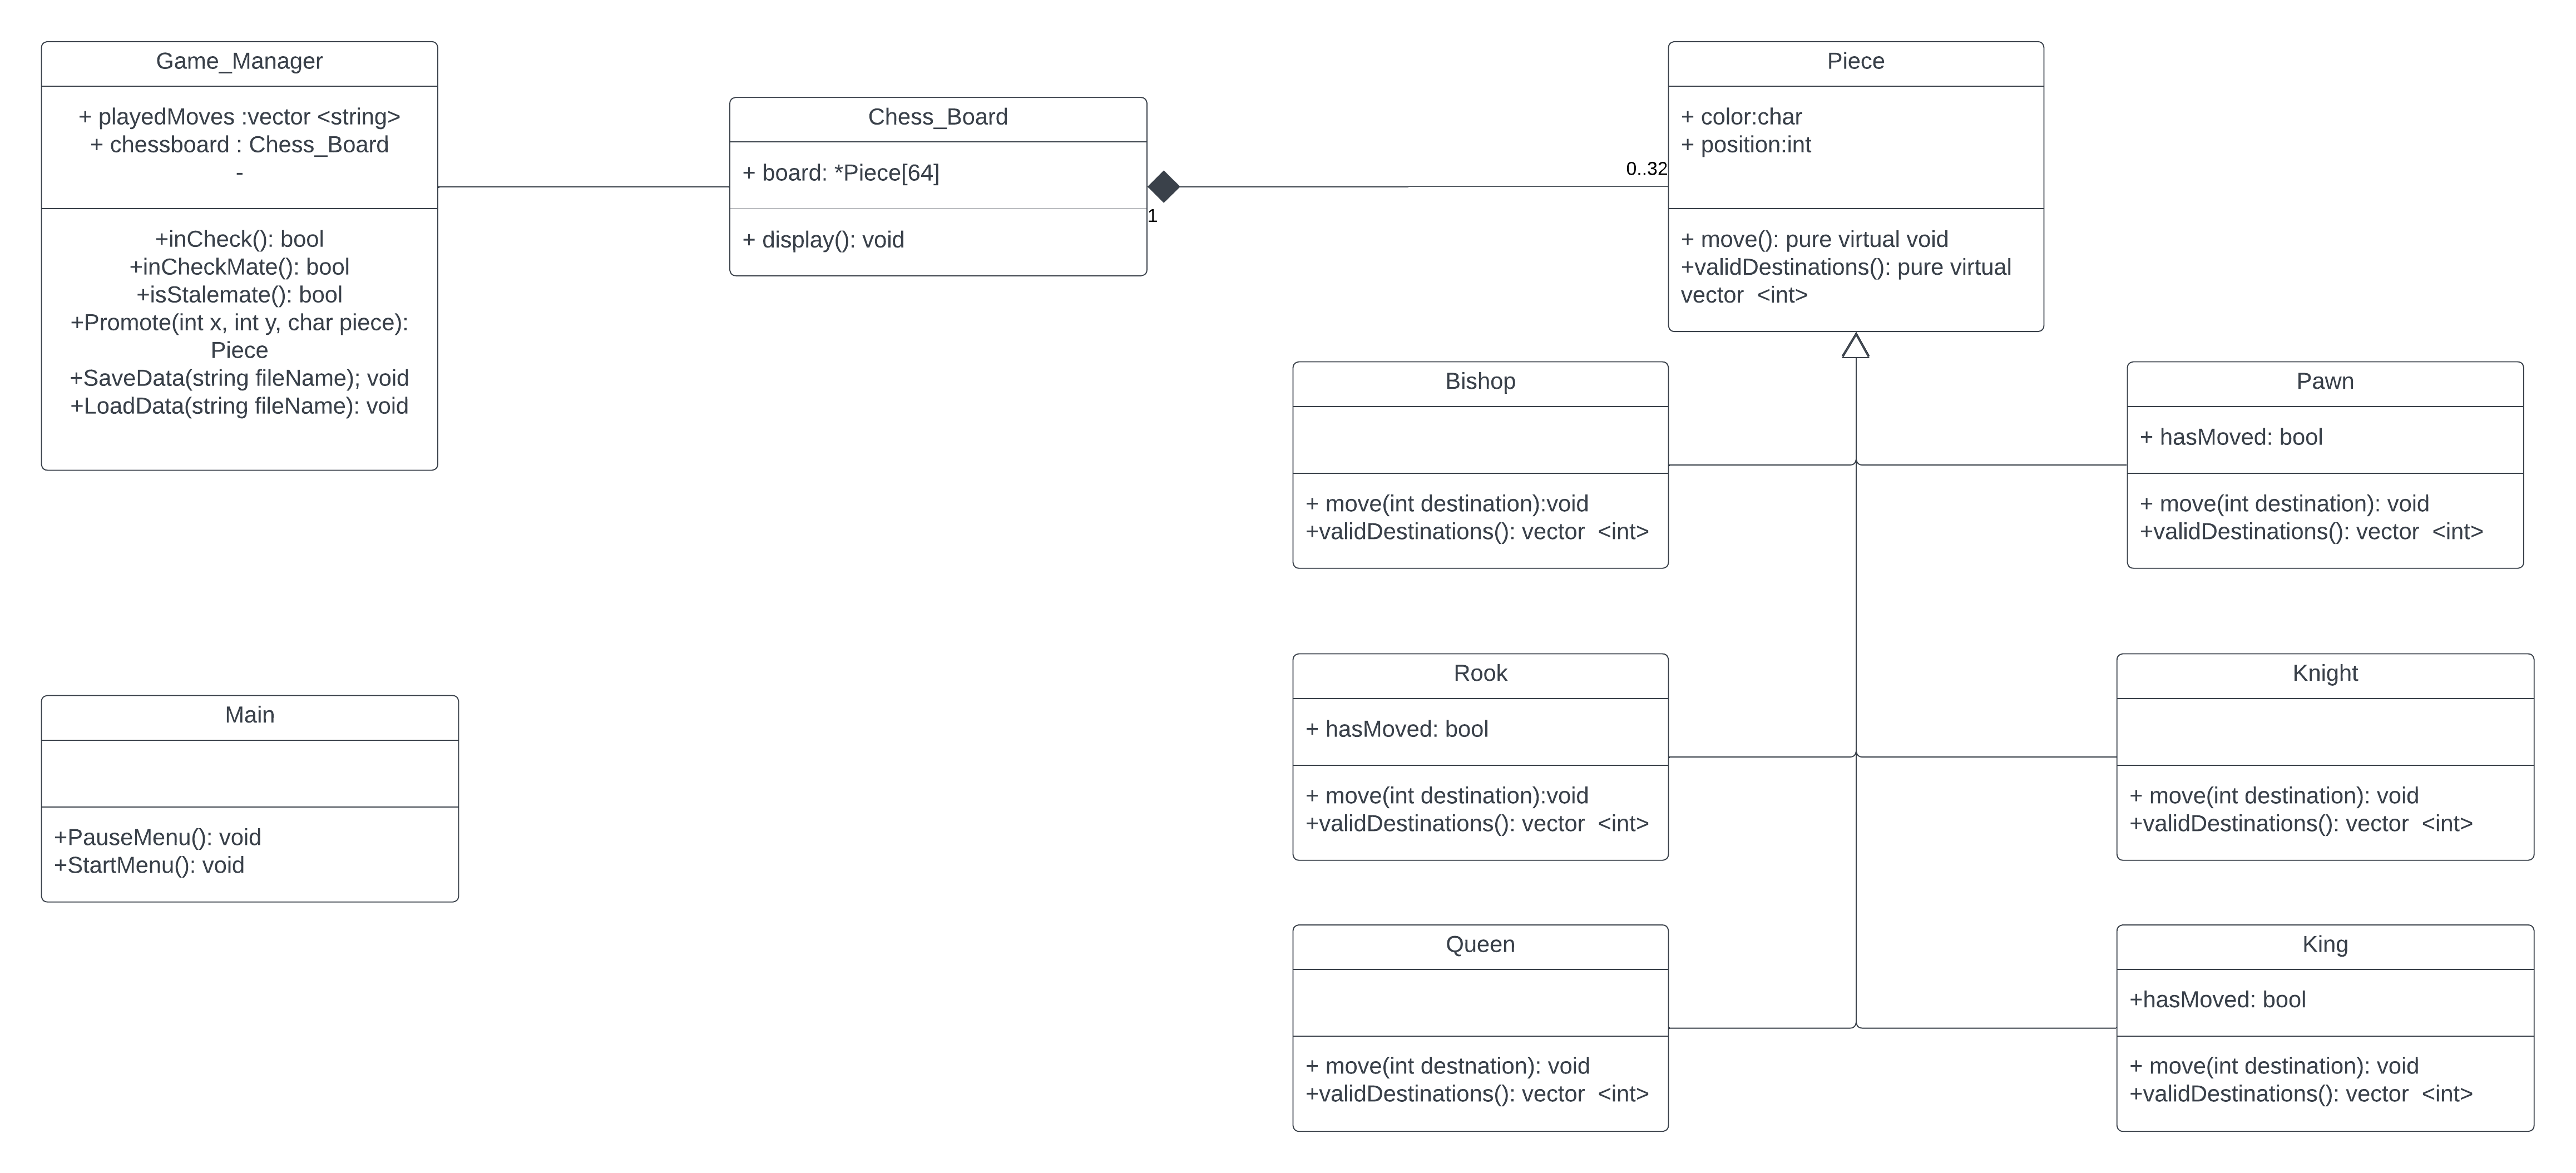 Game_Manager
+ playedMoves :vector <string>
+ chessboard : Chess_Board
-
+inCheck(): bool
+inCheckMate(): bool
+isStalemate(): bool
+Promote(int x, int y, char piece):
Piece
+SaveData(string fileName); void
+LoadData(string fileName): void
Chess_Board
+ board: *Piece[64]
+ display(): void
1
0..32
Piece
+ color:char
+ position:int
+ move(): pure virtual void
+validDestinations(): pure virtual
vector  <int>
Bishop
+ move(int destination):void
+validDestinations(): vector  <int>
Pawn
+ hasMoved: bool
+ move(int destination): void
+validDestinations(): vector  <int>
Main
+PauseMenu(): void
+StartMenu(): void
Rook
+ hasMoved: bool
+ move(int destination):void
+validDestinations(): vector  <int>
Knight
+ move(int destination): void
+validDestinations(): vector  <int>
Queen
+ move(int destnation): void
+validDestinations(): vector  <int>
King
+hasMoved: bool
+ move(int destination): void
+validDestinations(): vector  <int>